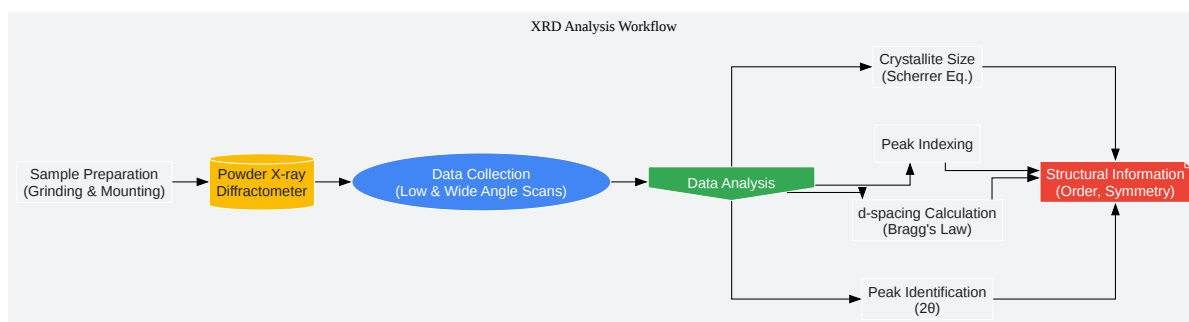 XRD Analysis Workflow
Sample Preparation
(Grinding & Mounting)
Powder X-ray
Diffractometer
Data Collection
(Low & Wide Angle Scans)
Data Analysis
Crystallite Size
(Scherrer Eq.)
Peak Indexing
d-spacing Calculation
(Bragg's Law)
Peak Identification
(2θ)
Structural Information
(Order, Symmetry)